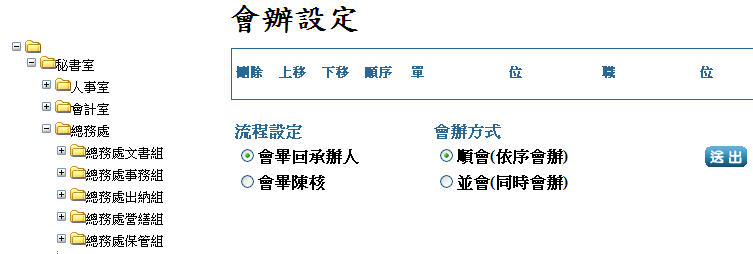 會辦設定
秘書室
人事室
會計室
總務處
總務處文書組
總務處事務組
總務處出納組
總務處營繕組
總務處保管組
刪除 上移 下移 順序 單 位 職 位
流程設定
會畢回承辦人
會畢陳核
會辦方式
順會(依序會辦)
並會(同時會辦)
送出